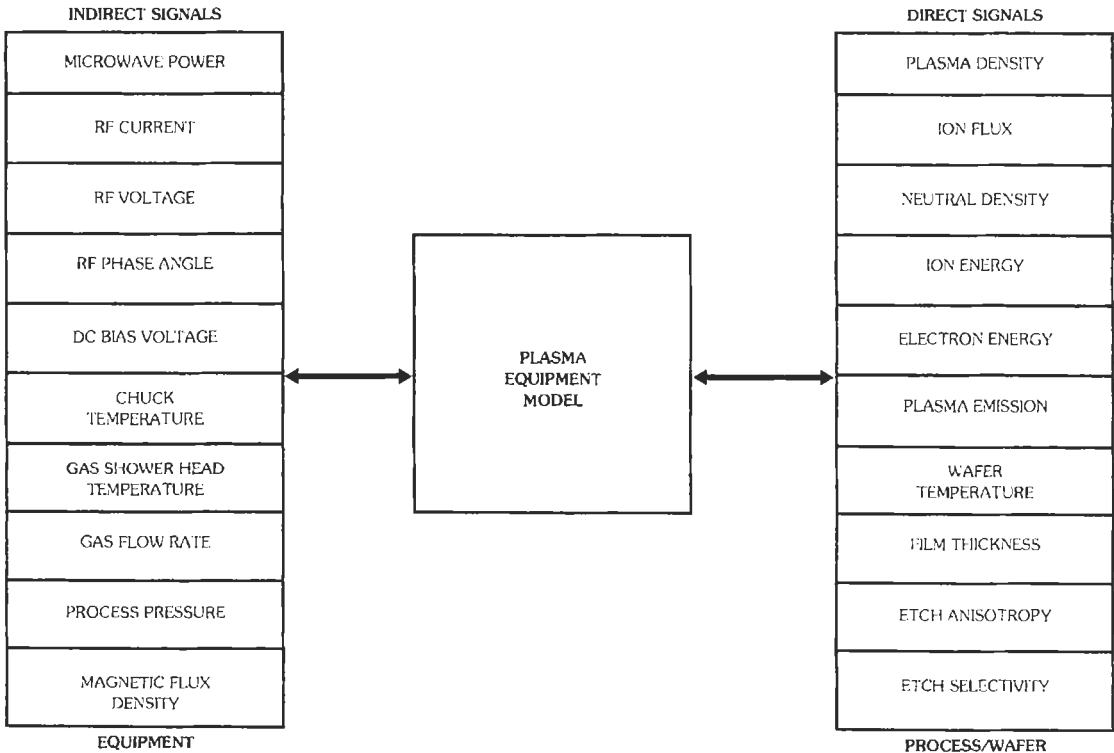 INDIRECT SIGNALS
MICROWAVE POWER
RF CURRENT
RF VOLTAGE
RF PHASE ANGLE
DC BIAS VOLTAGE
CHUCK
TEMPERATURE
GAS SHOWER HEAD
TEMPERATURE
GAS FLOW RATE
PROCESS PRESSURE
MAGNETIC FLUX
DENSITY
EQUIPMENT
PLASMA
EQUIPMENT
MODEL
DIRECT SIGNALS
PLASMA DENSITY
ION FLUX
NEUTRAL DENSITY
ION ENERGY
ELECTRON ENERGY
PLASMA EMISSION
WAFER
TEMPERATURE
FILM THICKNESS
ETCH ANISOTROPY
ETCH SELECTIVITY
PROCESS/WAFER